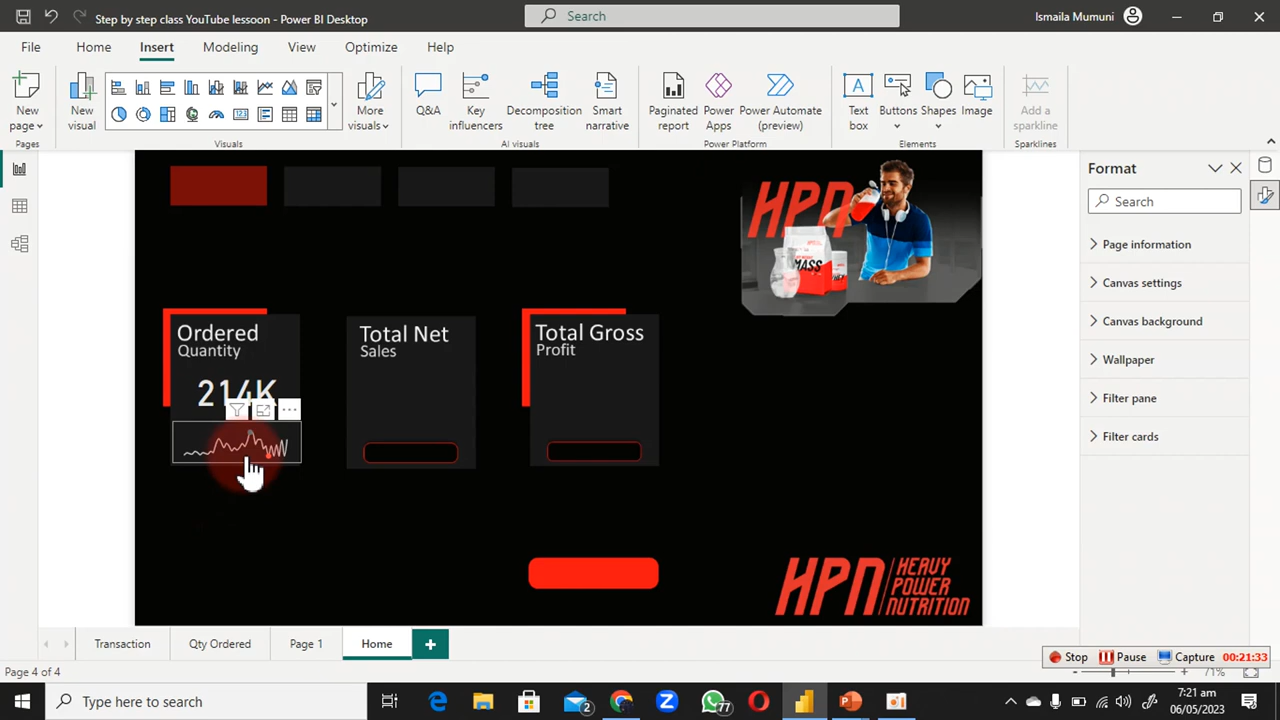 Step by step class YouTube lessoon - Power BI Desktop
Search
Ismaila Mumuni
File
Home
Insert
Modeling
View
Optimize
Help
New page
New visual
More visuals
Q&A
Key influencers
Decomposition tree
Smart narrative
Paginated report
Power Apps
Power Automate (preview)
Text box
Buttons
Shapes
Image
Add a sparkline
Pages
Visuals
AI visuals
Power Platform
Elements
Sparklines
Format
Search
Page information
Canvas settings
Canvas background
Wallpaper
Filter pane
Filter cards
HPN
MASS
Ordered
Quantity
214K
Total Net
Sales
Total Gross
Profit
HPN
HEAVY
POWER
NUTRITION
Transaction
Qty Ordered
Page 1
Home
Page 4 of 4
Stop
Pause
Capture
00:21:33
71%
Type here to search
2
77
7:21 am
06/05/2023